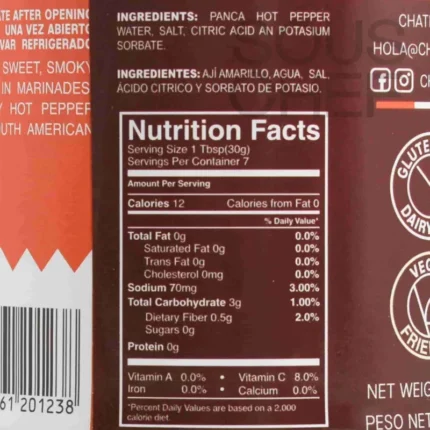 TE AFTER OPENING
UNA VEZ ABIERTO
VAR REFRIGERADO
SWEET, SMOKY
IN MARINADES
Y HOT PEPPER
UTH AMERICAN
61 201238
INGREDIENTS: PANCA HOT PEPPER
WATER, SALT, CITRIC ACID AN POTASIUM
SORBATE.
INGREDIENTES: AJÍ AMARILLO, AGUA, SAL,
ÁCIDO CITRICO Y SORBATO DE POTASIO.
SOUS
CHEF
Nutrition Facts
Serving Size 1 Tbsp(30g)
Servings Per Container 7
Amount Per Serving
Calories 12 Calories from Fat 0
% Daily Value*
Total Fat 0g 0.0%
Saturated Fat 0g 0.0%
Trans Fat 0g 0.0%
Cholesterol 0mg 0.0%
Sodium 70mg 3.00%
Total Carbohydrate 3g 1.00%
Dietary Fiber 0.5g 2.0%
Sugars 0g
Protein 0g
Vitamin A 0.0% • Vitamin C 8.0%
Iron 0.0% • Calcium 0.0%
*Percent Daily Values are based on a 2,000
calorie diet.
CHAT
HOLA@CH
CH
GLUTE
DAIRY
VEG
FRIEN
NET WEIG
PESO NET